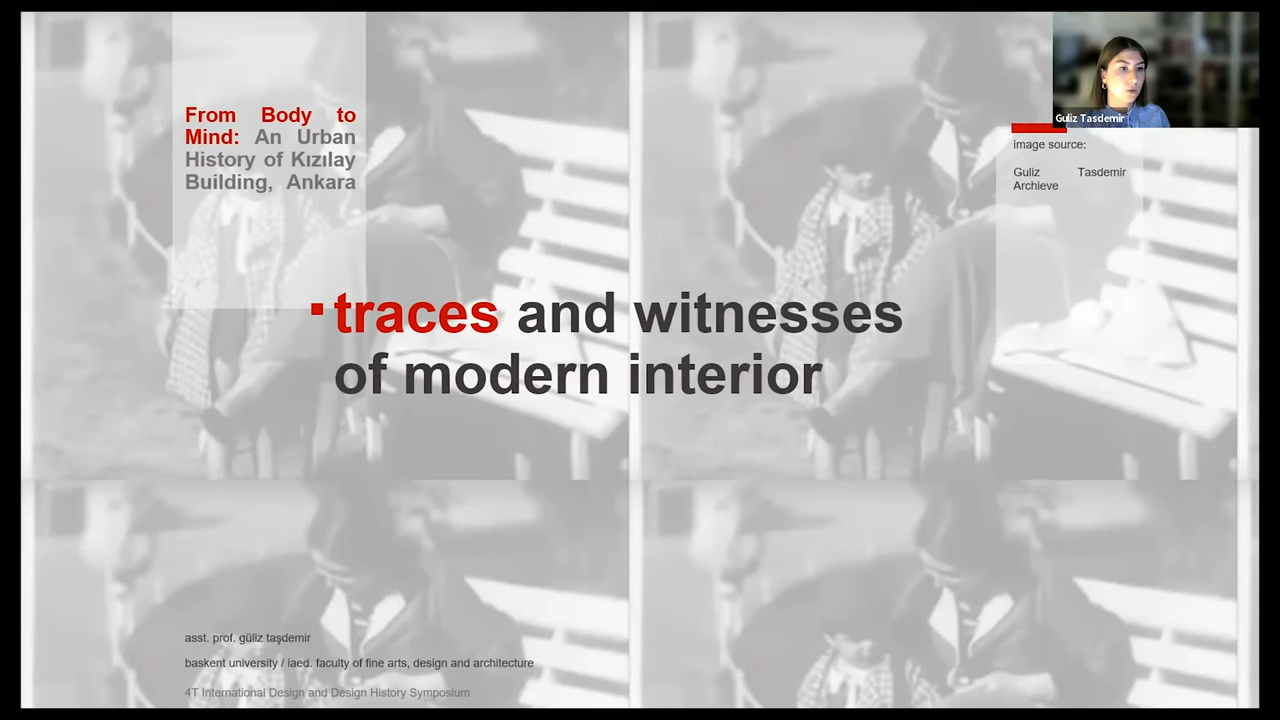 From Body to
Mind: An Urban
History of Kızılay
Building, Ankara
Guliz Tasdemir
image source:
Guliz Tasdemir
Archieve
traces and witnesses
of modern interior
asst. prof. güliz taşdemir
baskent university / iaed. faculty of fine arts, design and architecture
4T International Design and Design History Symposium